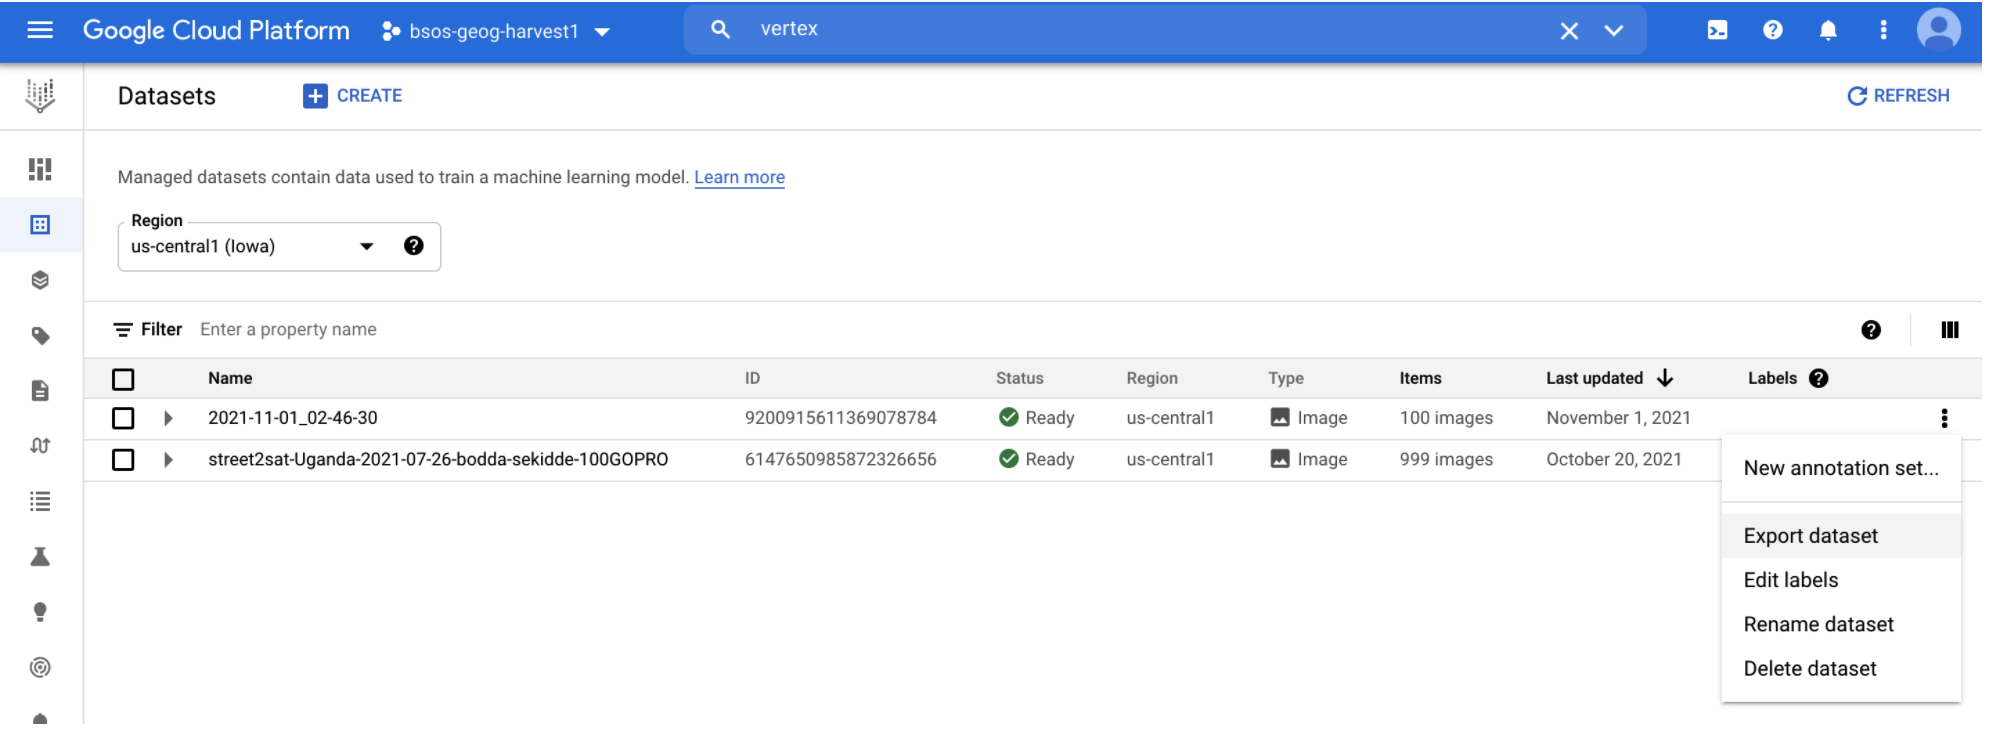 Google Cloud Platform bsos-geog-harvest1 vertex
Datasets CREATE REFRESH
Managed datasets contain data used to train a machine learning model. Learn more
Region
us-central1 (Iowa)
Filter Enter a property name
Name ID Status Region Type Items Last updated Labels
2021-11-01_02-46-30 9200915611369078784 Ready us-central1 Image 100 images November 1, 2021
street2sat-Uganda-2021-07-26-bodda-sekidde-100GOPRO 6147650985872326656 Ready us-central1 Image 999 images October 20, 2021
New annotation set...
Export dataset
Edit labels
Rename dataset
Delete dataset